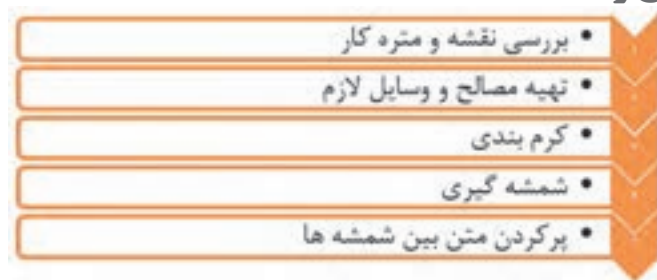 • بررسی نقشه و متره کار
• تهیه مصالح و وسایل لازم
• کرم بندی
• شمشه گیری
• پرکردن متن بین شمشه ها